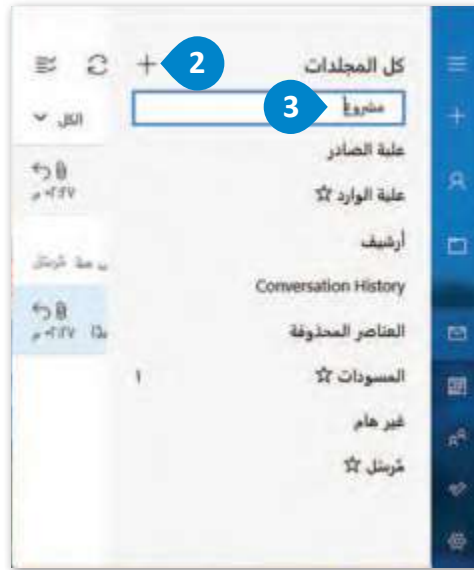 كل المجلدات
2
مشروع
3
علبة الصادر
علبة الوارد
أرشيف
Conversation History
العناصر المحذوفة
المسودات ١
غير هام
مُرسَل
الكل